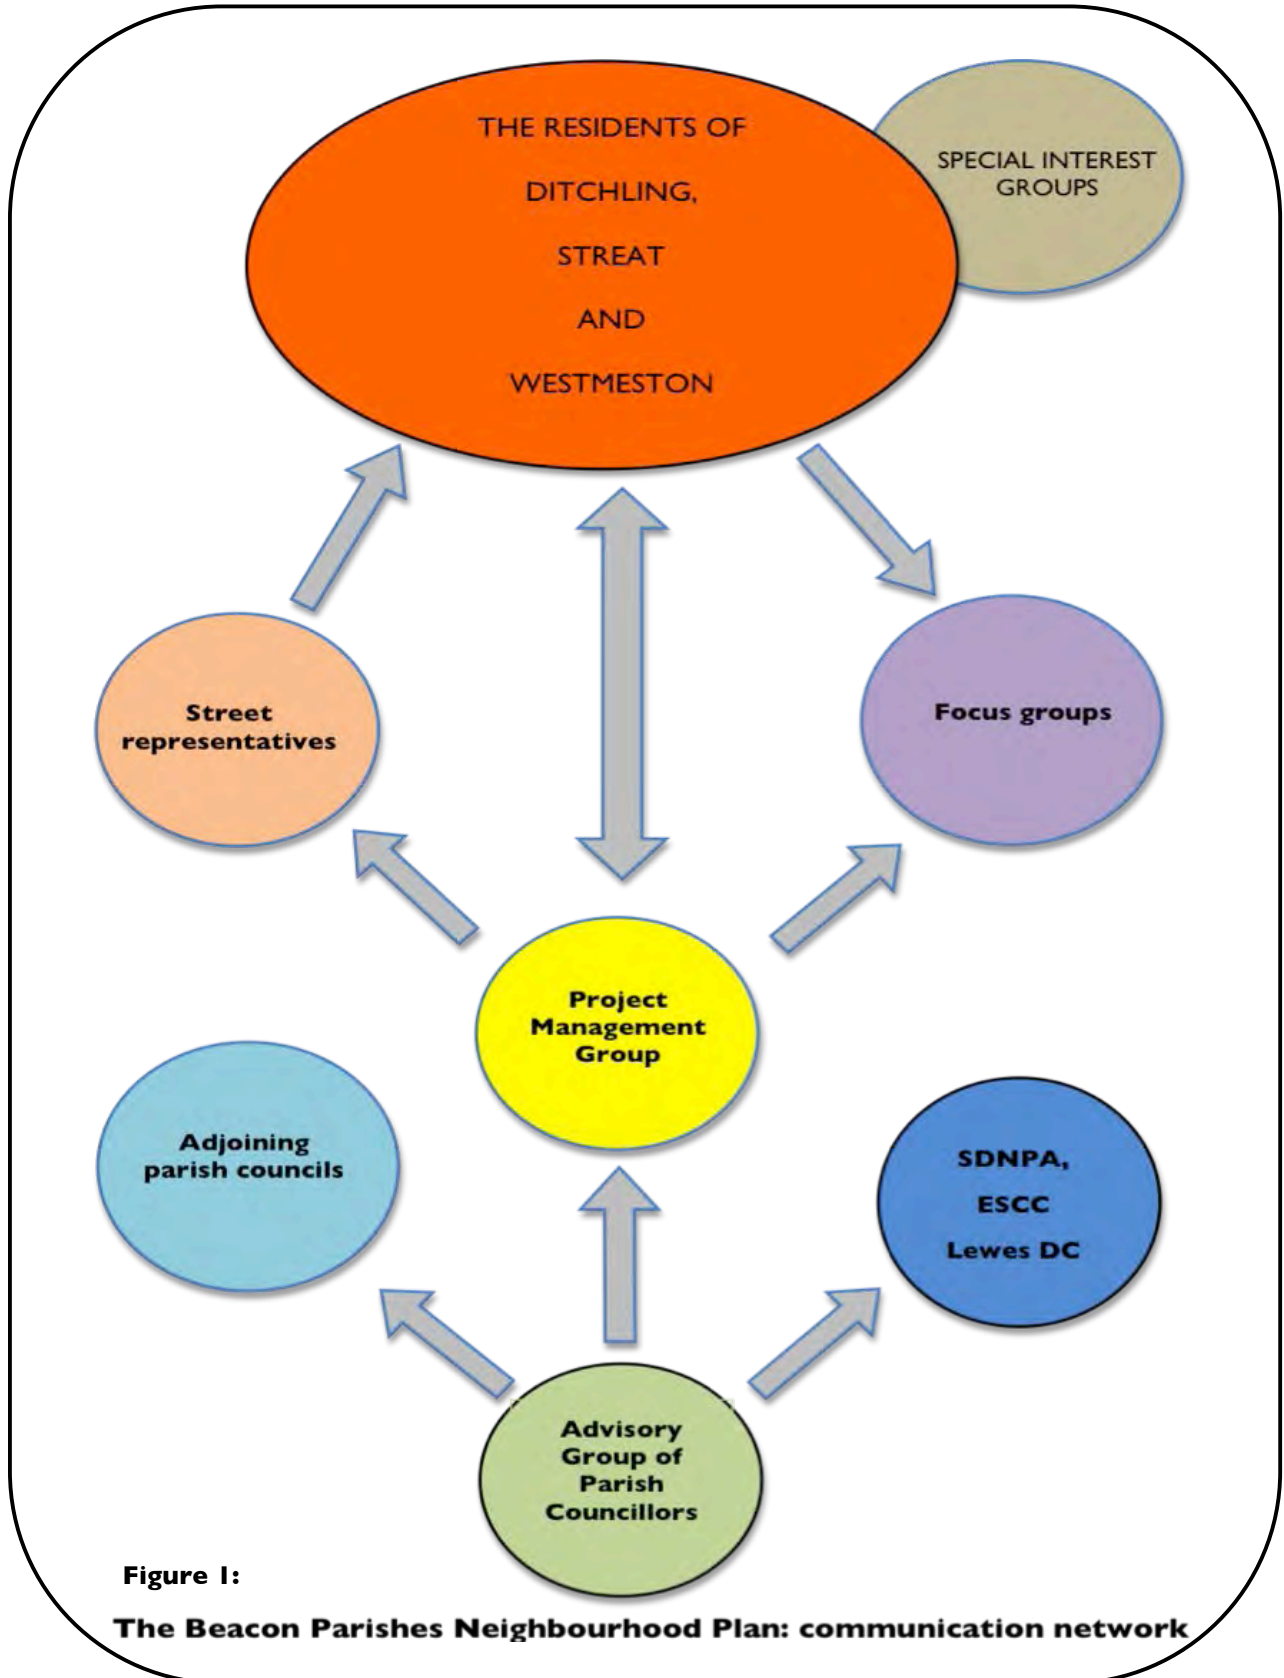 THE RESIDENTS OF
DITCHLING,
STREAT
AND
WESTMESTON
SPECIAL INTEREST
GROUPS
Street
representatives
Focus groups
Project
Management
Group
Adjoining
parish councils
SDNPA,
ESCC
Lewes DC
Advisory
Group of
Parish
Councillors
Figure 1:
The Beacon Parishes Neighbourhood Plan: communication network